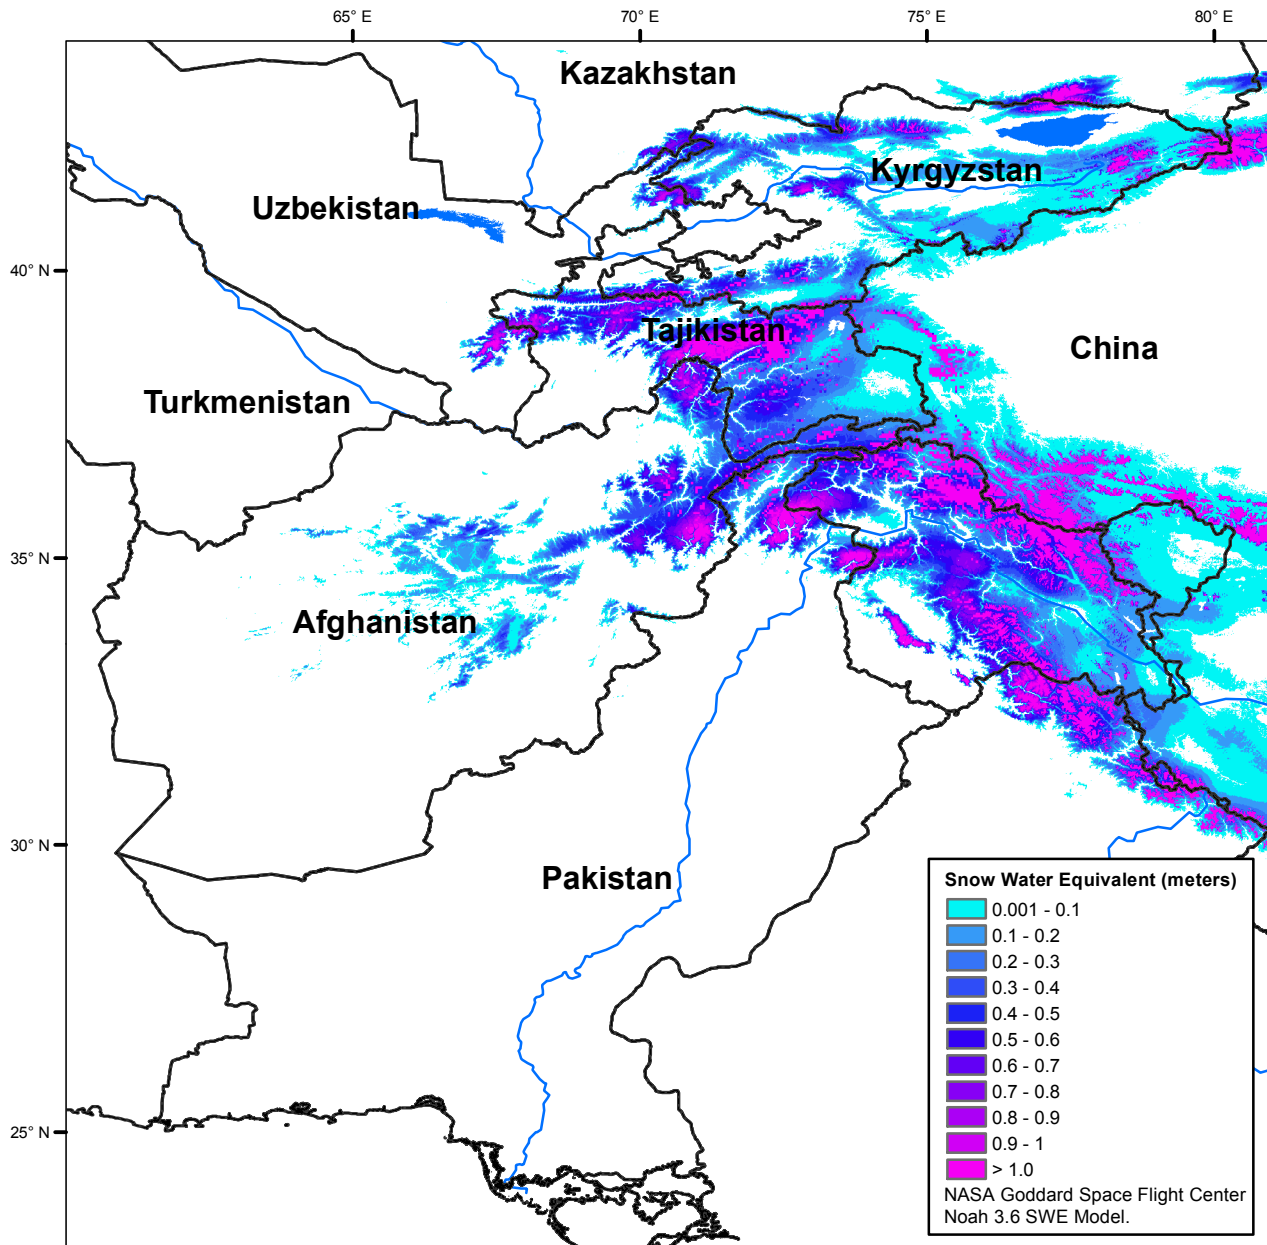 65° E
70° E
75° E
80° E
Kazakhstan
Kyrgyzstan
Uzbekistan
40° N
Tajikistan
China
Turkmenistan
35° N
Afghanistan
30° N
Pakistan
25° N
Snow Water Equivalent (meters)
0.001 - 0.1
0.1 - 0.2
0.2 - 0.3
0.3 - 0.4
0.4 - 0.5
0.5 - 0.6
0.6 - 0.7
0.7 - 0.8
0.8 - 0.9
0.9 - 1
> 1.0
NASA Goddard Space Flight Center
Noah 3.6 SWE Model.